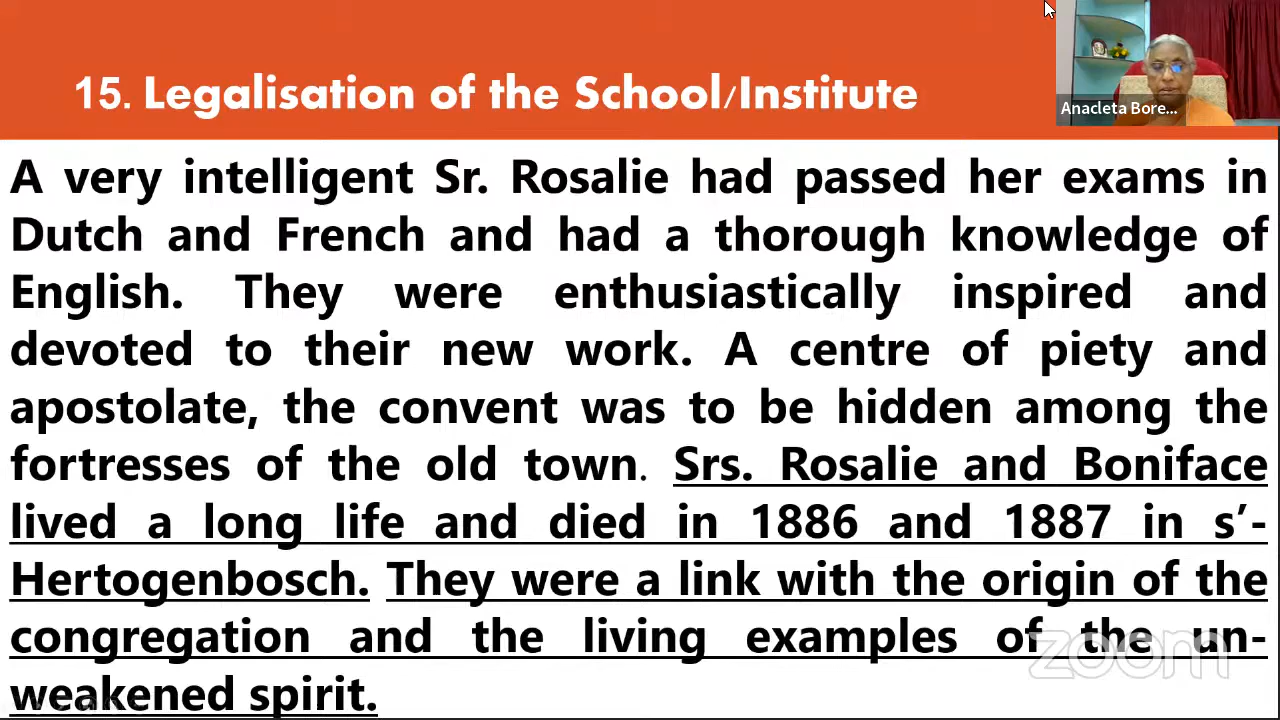 15. Legalisation of the School/Institute
Anacleta Bore...
A very intelligent Sr. Rosalie had passed her exams in
Dutch and French and had a thorough knowledge of
English. They were enthusiastically inspired and
devoted to their new work. A centre of piety and
apostolate, the convent was to be hidden among the
fortresses of the old town. Srs. Rosalie and Boniface
lived a long life and died in 1886 and 1887 in s’-
Hertogenbosch. They were a link with the origin of the
congregation and the living examples of the un-
weakened spirit.
zoom